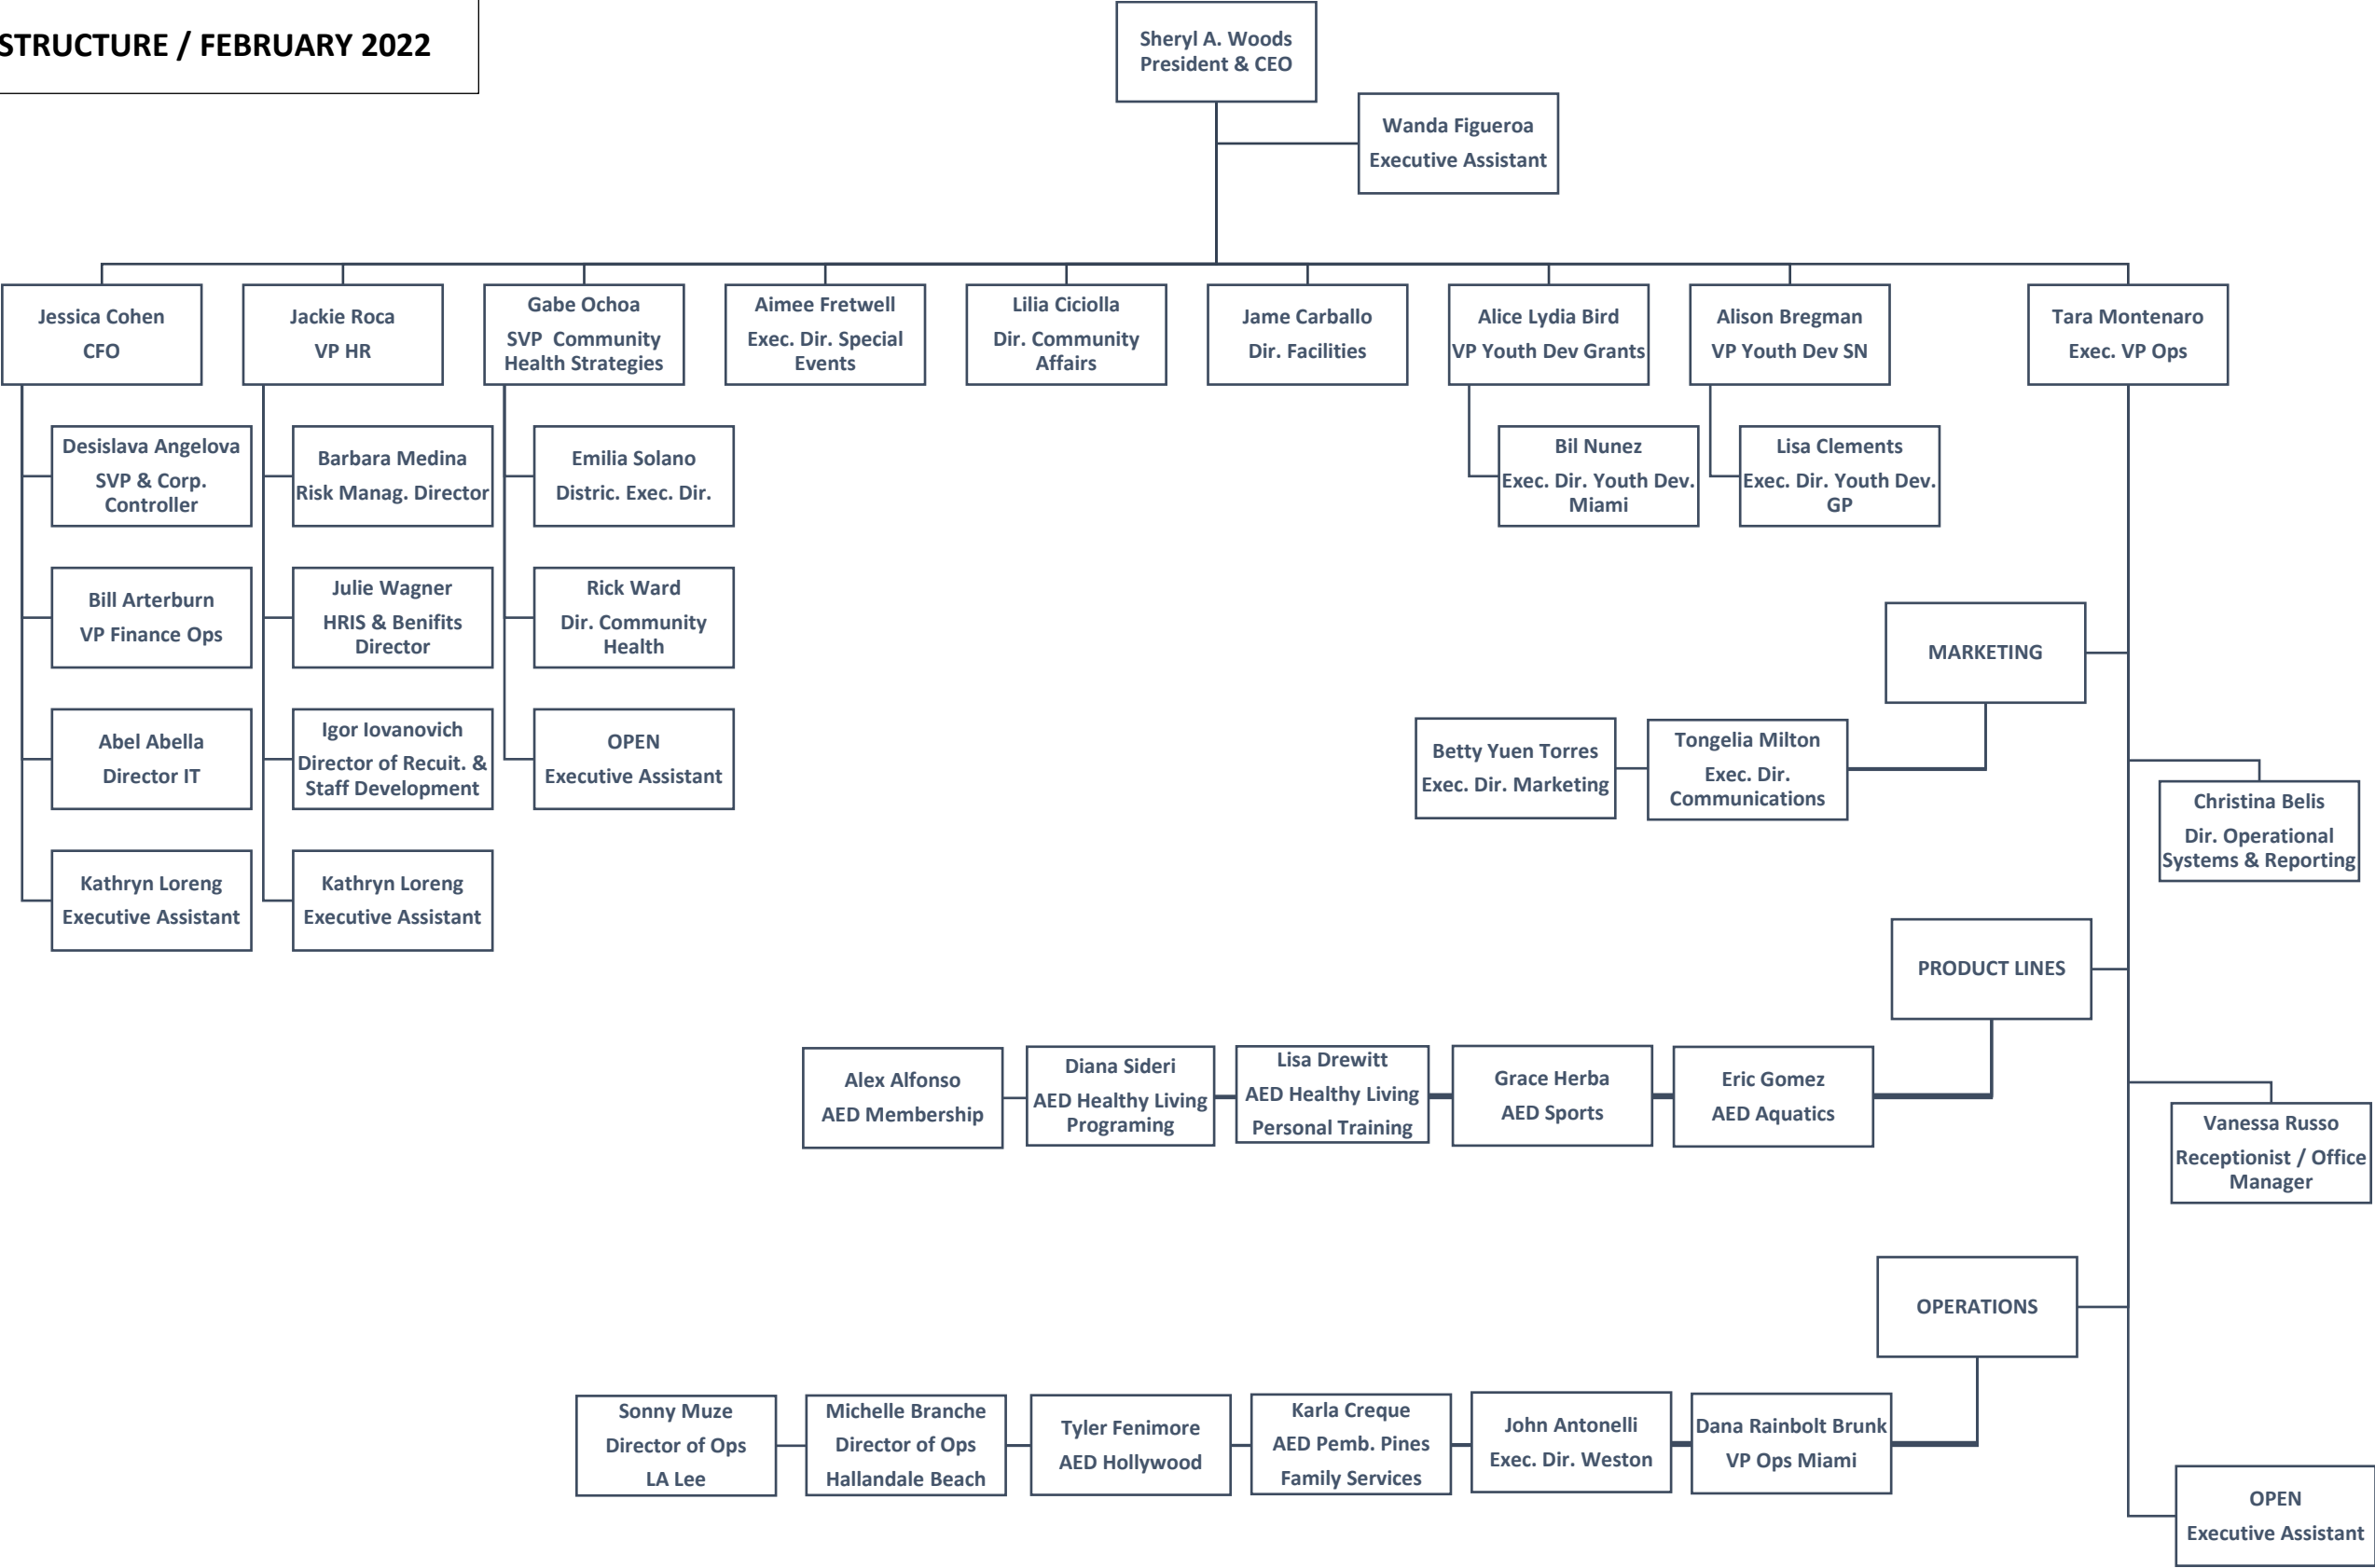 STRUCTURE / FEBRUARY 2022
Sheryl A. Woods
President & CEO
Wanda Figueroa
Executive Assistant
Jessica Cohen
CFO
Jackie Roca
VP HR
Gabe Ochoa
SVP Community
Health Strategies
Aimee Fretwell
Exec. Dir. Special
Events
Lilia Ciciolla
Dir. Community
Affairs
Jame Carballo
Dir. Facilities
Alice Lydia Bird
VP Youth Dev Grants
Alison Bregman
VP Youth Dev SN
Tara Montenaro
Exec. VP Ops
Desislava Angelova
SVP & Corp.
Controller
Barbara Medina
Risk Manag. Director
Emilia Solano
Distric. Exec. Dir.
Bil Nunez
Exec. Dir. Youth Dev.
Miami
Lisa Clements
Exec. Dir. Youth Dev.
GP
Bill Arterburn
VP Finance Ops
Julie Wagner
HRIS & Benifits
Director
Rick Ward
Dir. Community
Health
MARKETING
Abel Abella
Director IT
Igor Iovanovich
Director of Recuit. &
Staff Development
OPEN
Executive Assistant
Betty Yuen Torres
Exec. Dir. Marketing
Tongelia Milton
Exec. Dir.
Communications
Christina Belis
Dir. Operational
Systems & Reporting
Kathryn Loreng
Executive Assistant
Kathryn Loreng
Executive Assistant
PRODUCT LINES
Alex Alfonso
AED Membership
Diana Sideri
AED Healthy Living
Programing
Lisa Drewitt
AED Healthy Living
Personal Training
Grace Herba
AED Sports
Eric Gomez
AED Aquatics
Vanessa Russo
Receptionist / Office
Manager
OPERATIONS
Sonny Muze
Director of Ops
LA Lee
Michelle Branche
Director of Ops
Hallandale Beach
Tyler Fenimore
AED Hollywood
Karla Creque
AED Pemb. Pines
Family Services
John Antonelli
Exec. Dir. Weston
Dana Rainbolt Brunk
VP Ops Miami
OPEN
Executive Assistant